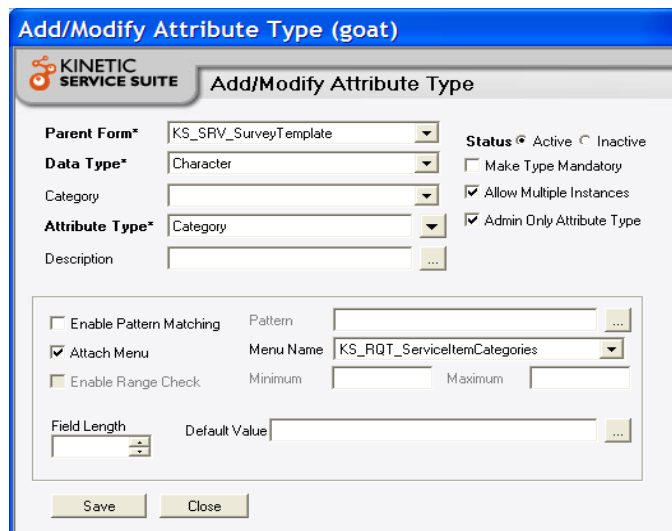 Add/Modify Attribute Type (goat)
KINETIC
SERVICE SUITE
Add/Modify Attribute Type
Parent Form* KS_SRV_SurveyTemplate Status Active Inactive
Data Type* Character Make Type Mandatory
Category Allow Multiple Instances
Attribute Type* Category Admin Only Attribute Type
Description ...
Enable Pattern Matching Pattern ...
Attach Menu Menu Name KS_RQT_ServiceItemCategories
Enable Range Check Minimum Maximum
Field Length Default Value ...
Save Close